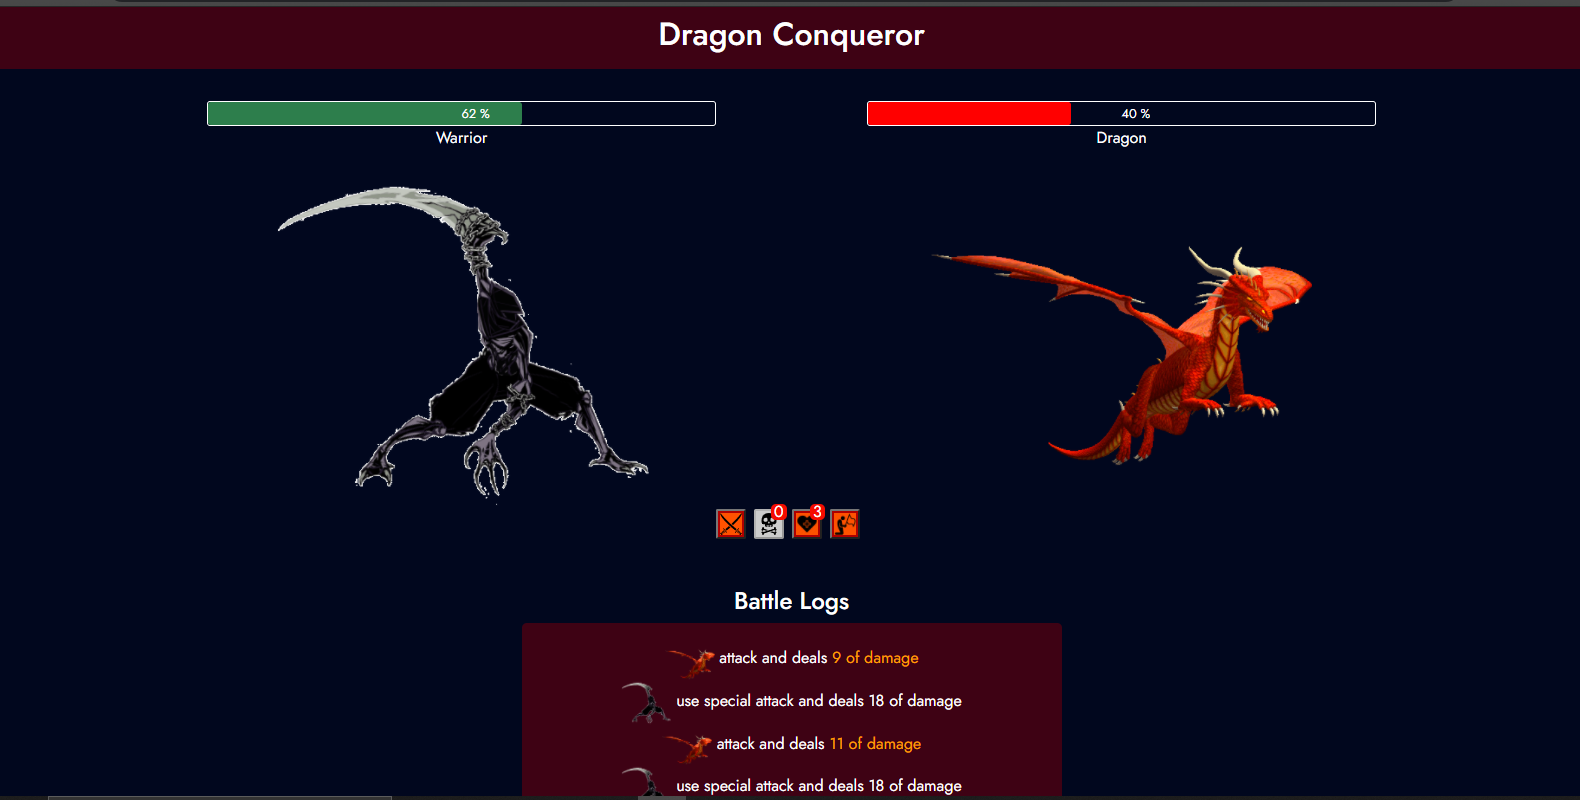 Dragon Conqueror
62 %
40 %
Warrior
Dragon
0
3
Battle Logs
attack and deals 9 of damage
use special attack and deals 18 of damage
attack and deals 11 of damage
use special attack and deals 18 of damage